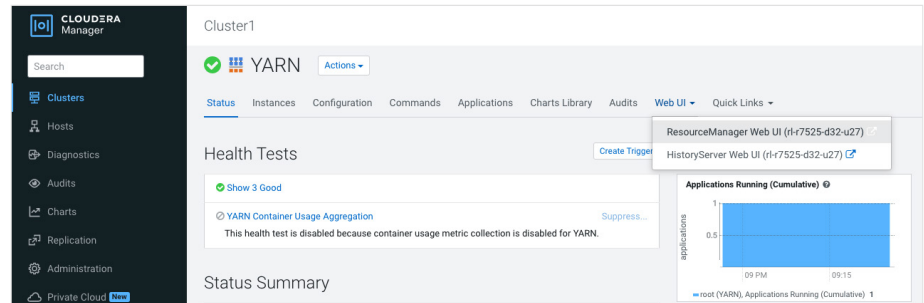 CLOUDERA
Manager
Search
Clusters
Hosts
Diagnostics
Audits
Charts
Replication
Administration
Private Cloud New
Cluster1
YARN Actions
Status Instances Configuration Commands Applications Charts Library Audits Web UI Quick Links
ResourceManager Web UI (rl-r7525-d32-u27)
HistoryServer Web UI (rl-r7525-d32-u27)
Health Tests Create Trigger
Show 3 Good
YARN Container Usage Aggregation Suppress...
This health test is disabled because container usage metric collection is disabled for YARN.
Status Summary
Applications Running (Cumulative)
applications
1
0.5
09 PM 09:15
root (YARN), Applications Running (Cumulative) 1